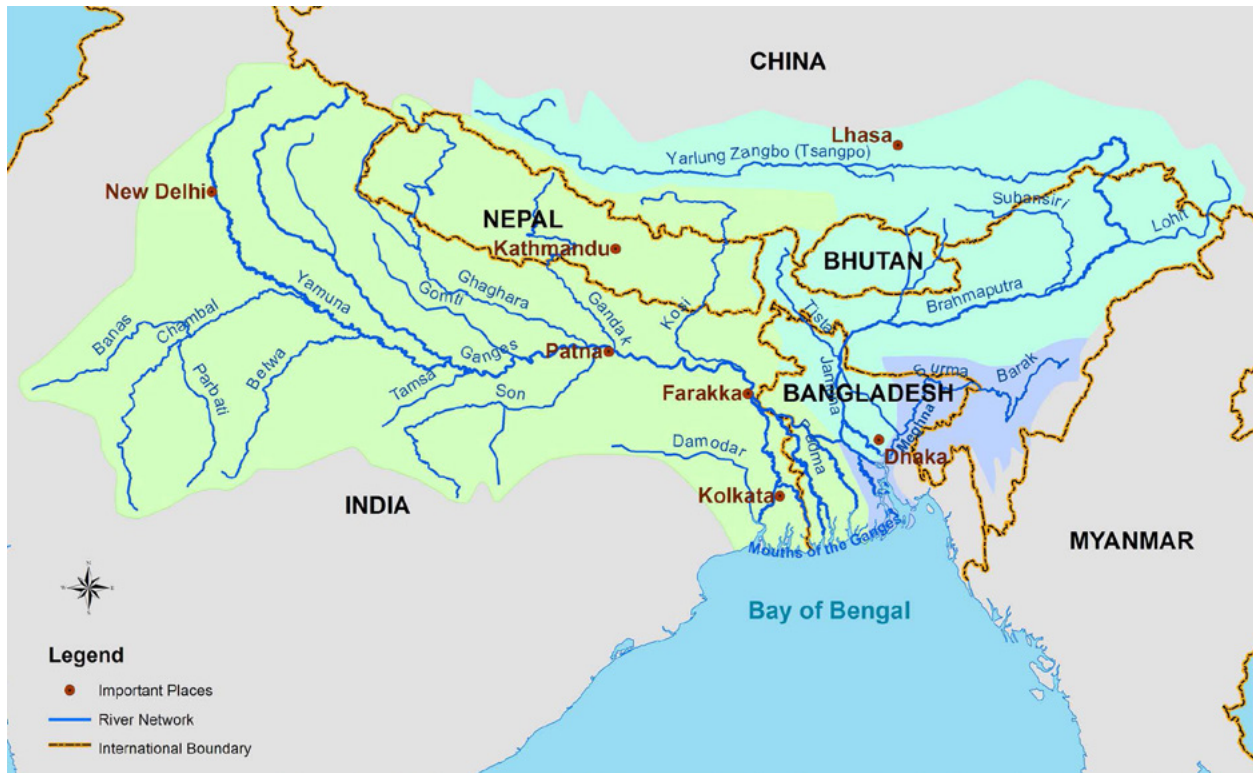 CHINA
Lhasa
Yarlung Zangbo (Tsangpo)
New Delhi
Subansiri
Lohit
NEPAL
Kathmandu
BHUTAN
Brahmaputra
Yamuna
Gomti
Ghaghara
Gandak
Kosi
Tista
Banas
Chambal
Parbati
Betwa
Ganges
Patna
Tamsa
Son
Farakka
BANGLADESH
Jamuna
Surma
Barak
Meghna
Padma
Dhaka
Damodar
Kolkata
INDIA
Mouths of the Ganges
MYANMAR
Bay of Bengal
Legend
Important Places
River Network
International Boundary